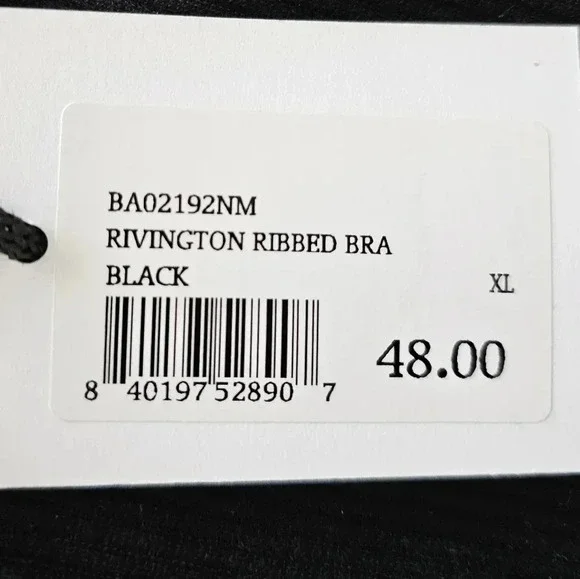 BA02192NM
RIVINGTON RIBBED BRA
BLACK
XL
48.00
8 40197 52890 7